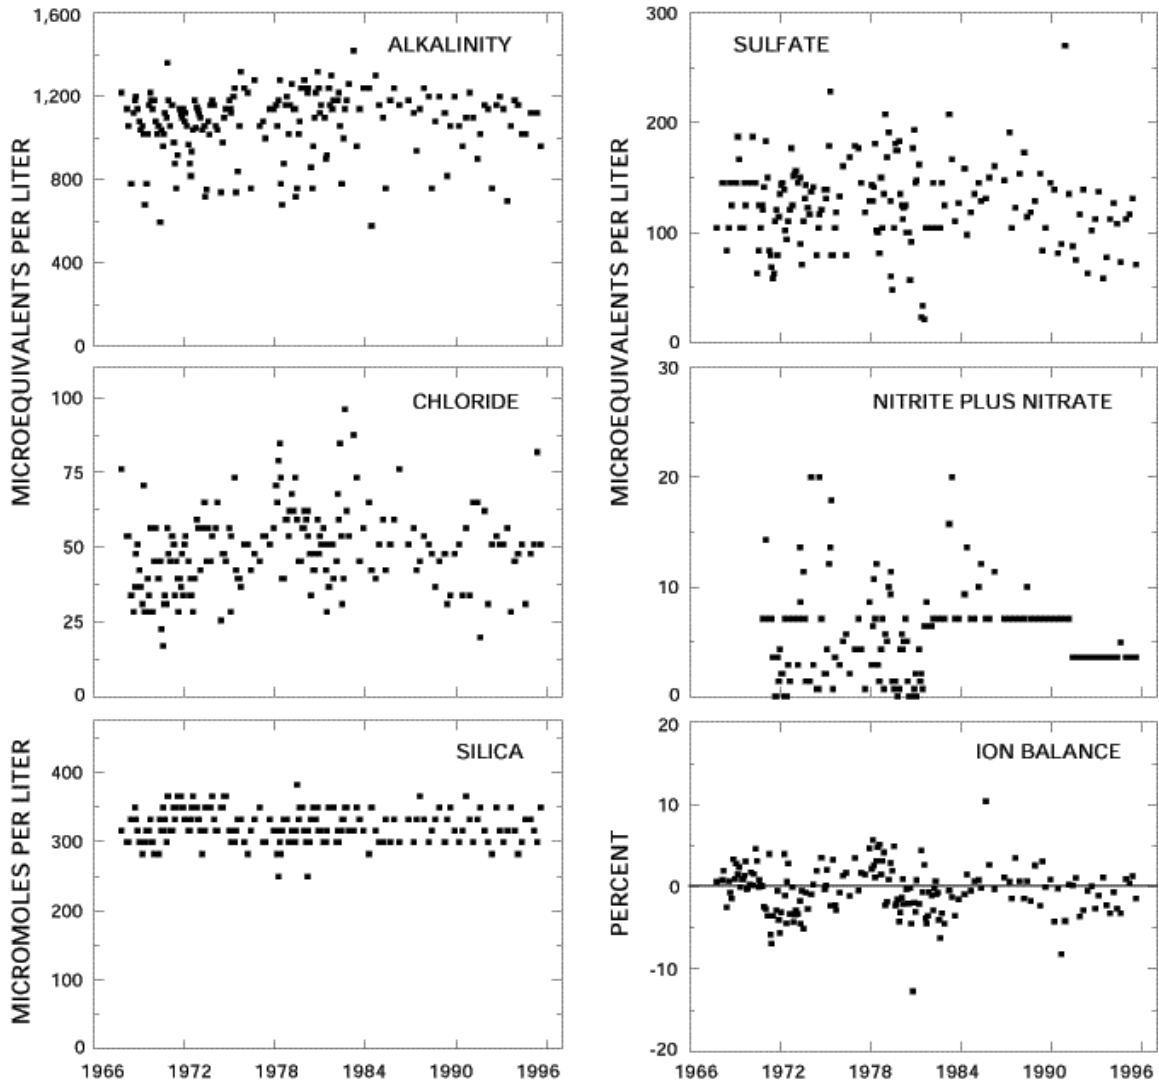 MICROEQUIVALENTS PER LITER
1,600
1,200
800
400
0
ALKALINITY
MICROEQUIVALENTS PER LITER
300
200
100
0
SULFATE
100
75
50
25
0
CHLORIDE
30
20
10
0
NITRITE PLUS NITRATE
MICROMOLES PER LITER
400
300
200
100
0
SILICA
1966 1972 1978 1984 1990 1996
PERCENT
20
10
0
-10
-20
ION BALANCE
1966 1972 1978 1984 1990 1996